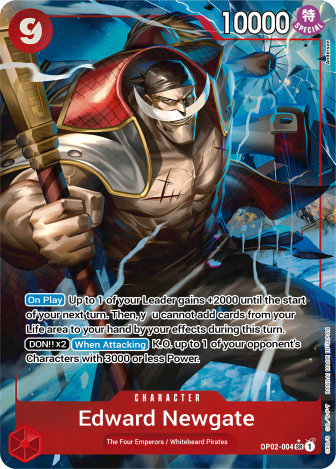 9
10000
特
SPECIAL
On Play Up to 1 of your Leader gains +2000 until the start
of your next turn. Then, y u cannot add cards from your
Life area to your hand by your effects during this turn.
DON!! x2 When Attacking K.O. up to 1 of your opponent's
Characters with 3000 or less Power.
CHARACTER
Edward Newgate
The Four Emperors / Whitebeard Pirates
OP02-004 SR 1